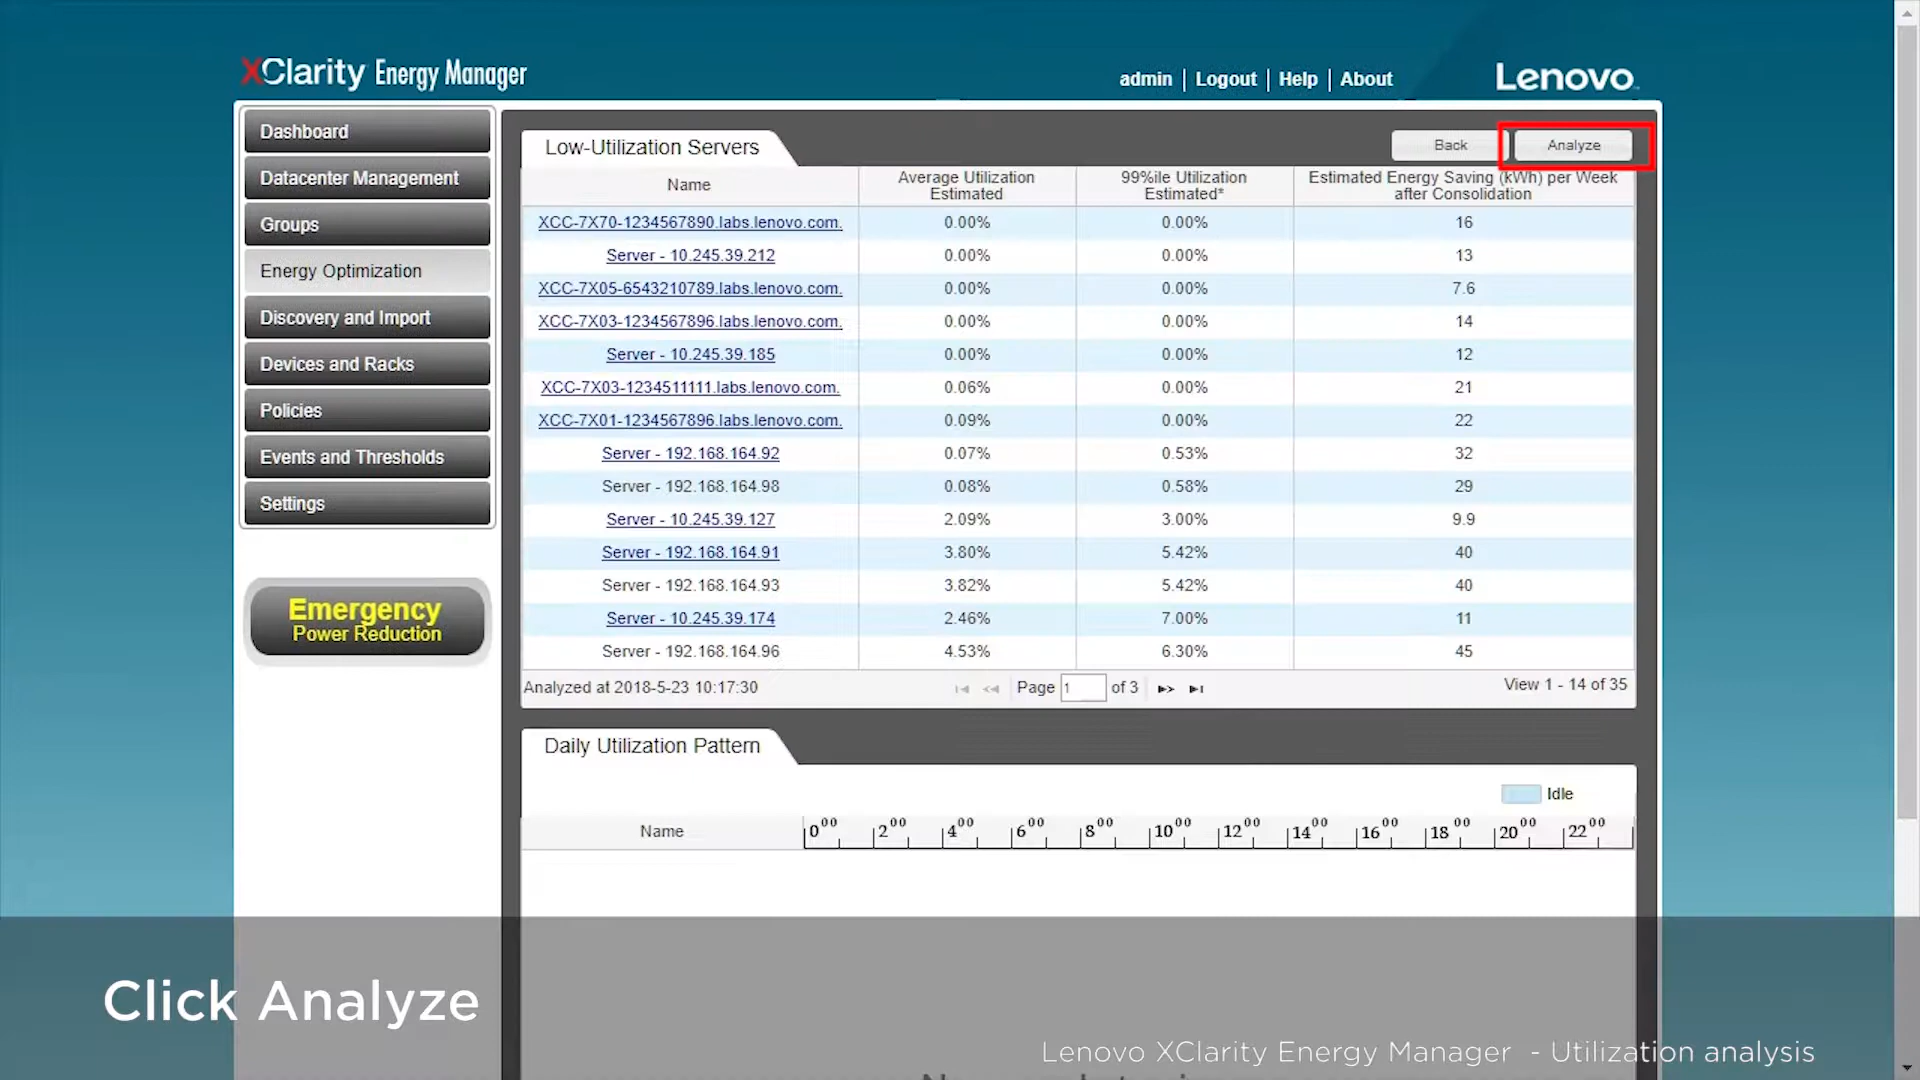 XClarity Energy Manager
admin | Logout | Help | About
Lenovo
Dashboard
Datacenter Management
Groups
Energy Optimization
Discovery and Import
Devices and Racks
Policies
Events and Thresholds
Settings
Emergency
Power Reduction
Low-Utilization Servers
Back
Analyze
Name
Average Utilization
Estimated
99%ile Utilization
Estimated*
Estimated Energy Saving (kWh) per Week
after Consolidation
XCC-7X70-1234567890.labs.lenovo.com. 0.00% 0.00% 16
Server - 10.245.39.212 0.00% 0.00% 13
XCC-7X05-6543210789.labs.lenovo.com. 0.00% 0.00% 7.6
XCC-7X03-1234567896.labs.lenovo.com. 0.00% 0.00% 14
Server - 10.245.39.185 0.00% 0.00% 12
XCC-7X03-1234511111.labs.lenovo.com. 0.06% 0.00% 21
XCC-7X01-1234567896.labs.lenovo.com. 0.09% 0.00% 22
Server - 192.168.164.92 0.07% 0.53% 32
Server - 192.168.164.98 0.08% 0.58% 29
Server - 10.245.39.127 2.09% 3.00% 9.9
Server - 192.168.164.91 3.80% 5.42% 40
Server - 192.168.164.93 3.82% 5.42% 40
Server - 10.245.39.174 2.46% 7.00% 11
Server - 192.168.164.96 4.53% 6.30% 45
Analyzed at 2018-5-23 10:17:30
Page 1 of 3
View 1 - 14 of 35
Daily Utilization Pattern
Idle
Name 0 00 2 00 4 00 6 00 8 00 10 00 12 00 14 00 16 00 18 00 20 00 22 00
Click Analyze
Lenovo XClarity Energy Manager - Utilization analysis